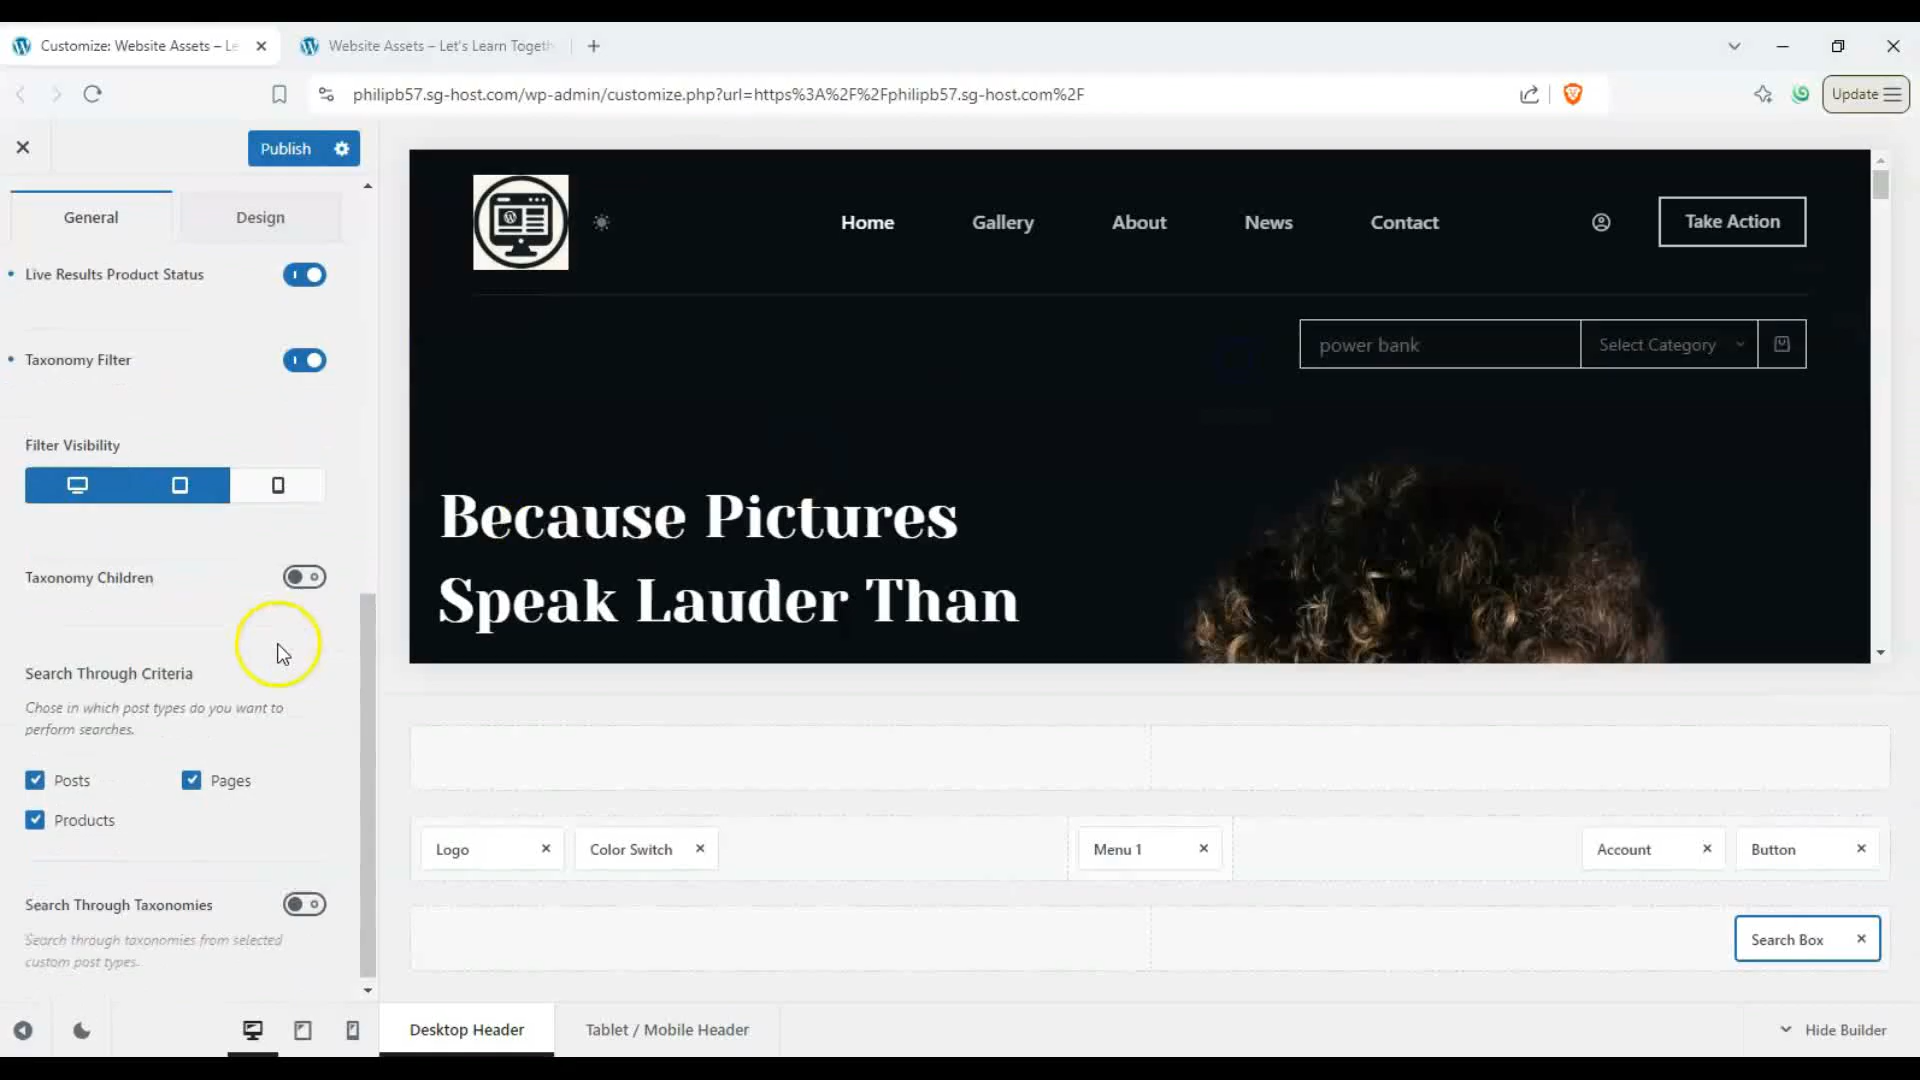 Customize: Website Assets – Le
Website Assets – Let's Learn Togeth
philipb57.sg-host.com/wp-admin/customize.php?url=https%3A%2F%2Fphilipb57.sg-host.com%2F
Update
Publish
General
Design
Live Results Product Status
Taxonomy Filter
Filter Visibility
Taxonomy Children
Search Through Criteria
Chose in which post types do you want to
perform searches.
Posts
Pages
Products
Search Through Taxonomies
Search through taxonomies from selected
custom post types.
Home
Gallery
About
News
Contact
Take Action
power bank
Select Category
Because Pictures
Speak Lauder Than
Logo
Color Switch
Menu 1
Account
Button
Search Box
Desktop Header
Tablet / Mobile Header
Hide Builder